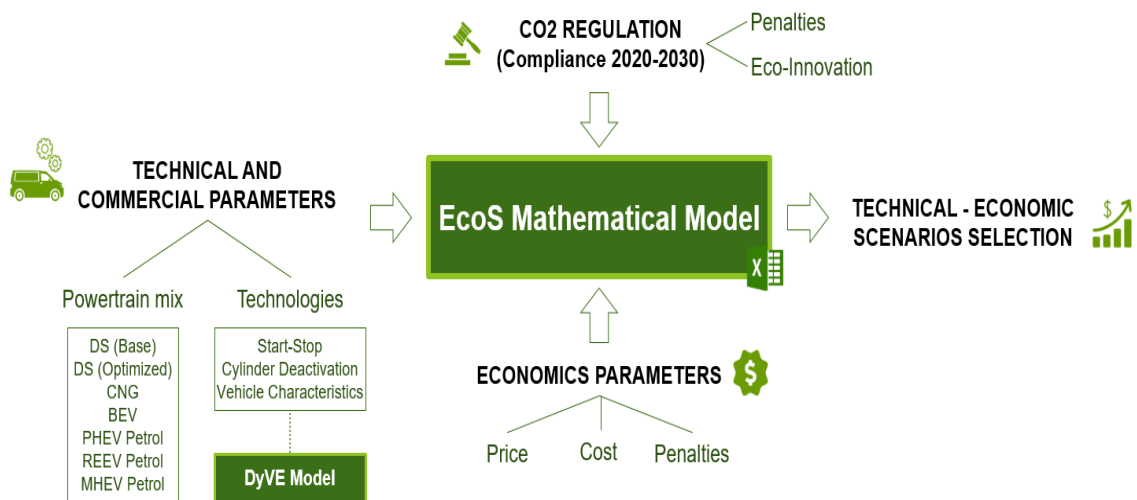 CO2 REGULATION
(Compliance 2020-2030)
Penalties
Eco-Innovation
TECHNICAL AND
COMMERCIAL PARAMETERS
Powertrain mix
DS (Base)
DS (Optimized)
CNG
BEV
PHEV Petrol
REEV Petrol
MHEV Petrol
Technologies
Start-Stop
Cylinder Deactivation
Vehicle Characteristics
DyVE Model
EcoS Mathematical Model
X
ECONOMICS PARAMETERS
$
Price
Cost
Penalties
TECHNICAL - ECONOMIC
SCENARIOS SELECTION
$